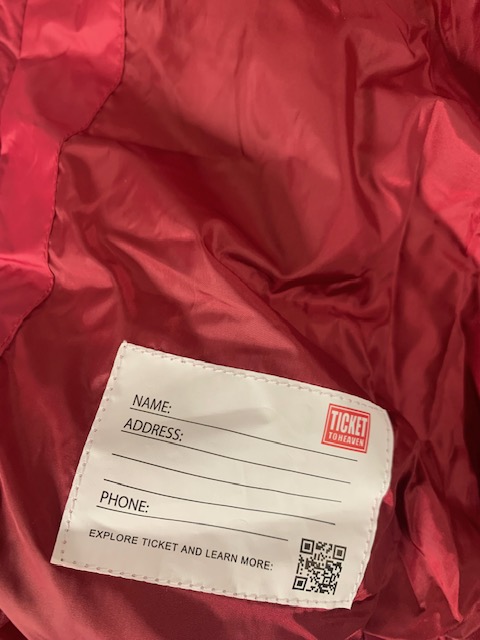 NAME:
TICKET
TO HEAVEN
ADDRESS:
PHONE:
EXPLORE TICKET AND LEARN MORE: